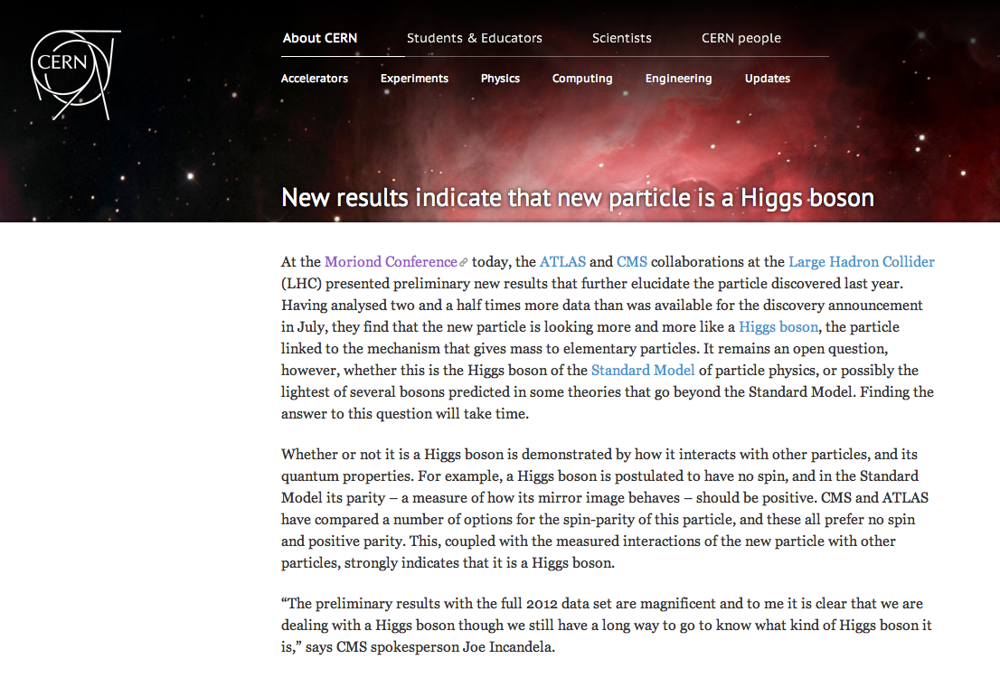 CERN
About CERN Students & Educators Scientists CERN people
Accelerators Experiments Physics Computing Engineering Updates
New results indicate that new particle is a Higgs boson
At the Moriond Conference today, the ATLAS and CMS collaborations at the Large Hadron Collider
(LHC) presented preliminary new results that further elucidate the particle discovered last year.
Having analysed two and a half times more data than was available for the discovery announcement
in July, they find that the new particle is looking more and more like a Higgs boson, the particle
linked to the mechanism that gives mass to elementary particles. It remains an open question,
however, whether this is the Higgs boson of the Standard Model of particle physics, or possibly the
lightest of several bosons predicted in some theories that go beyond the Standard Model. Finding the
answer to this question will take time.
Whether or not it is a Higgs boson is demonstrated by how it interacts with other particles, and its
quantum properties. For example, a Higgs boson is postulated to have no spin, and in the Standard
Model its parity – a measure of how its mirror image behaves – should be positive. CMS and ATLAS
have compared a number of options for the spin-parity of this particle, and these all prefer no spin
and positive parity. This, coupled with the measured interactions of the new particle with other
particles, strongly indicates that it is a Higgs boson.
“The preliminary results with the full 2012 data set are magnificent and to me it is clear that we are
dealing with a Higgs boson though we still have a long way to go to know what kind of Higgs boson it
is,” says CMS spokesperson Joe Incandela.